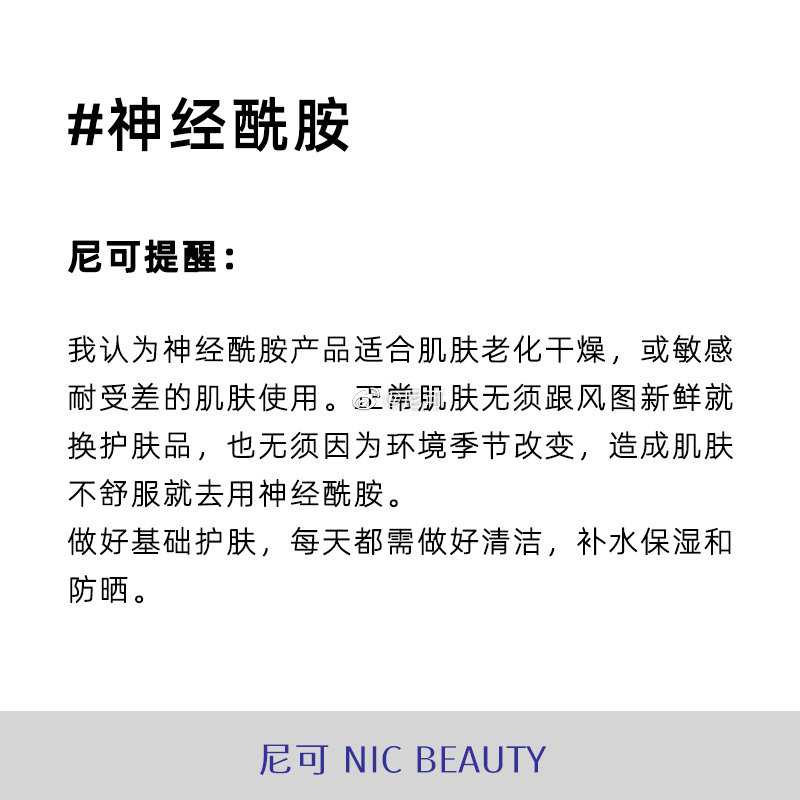 #神经酰胺
尼可提醒：
我认为神经酰胺产品适合肌肤老化干燥，或敏感
耐受差的肌肤使用。正常肌肤无须跟风图新鲜就
换护肤品，也无须因为环境季节改变，造成肌肤
不舒服就去用神经酰胺。
做好基础护肤，每天都需做好清洁，补水保湿和
防晒。
尼可 NIC BEAUTY